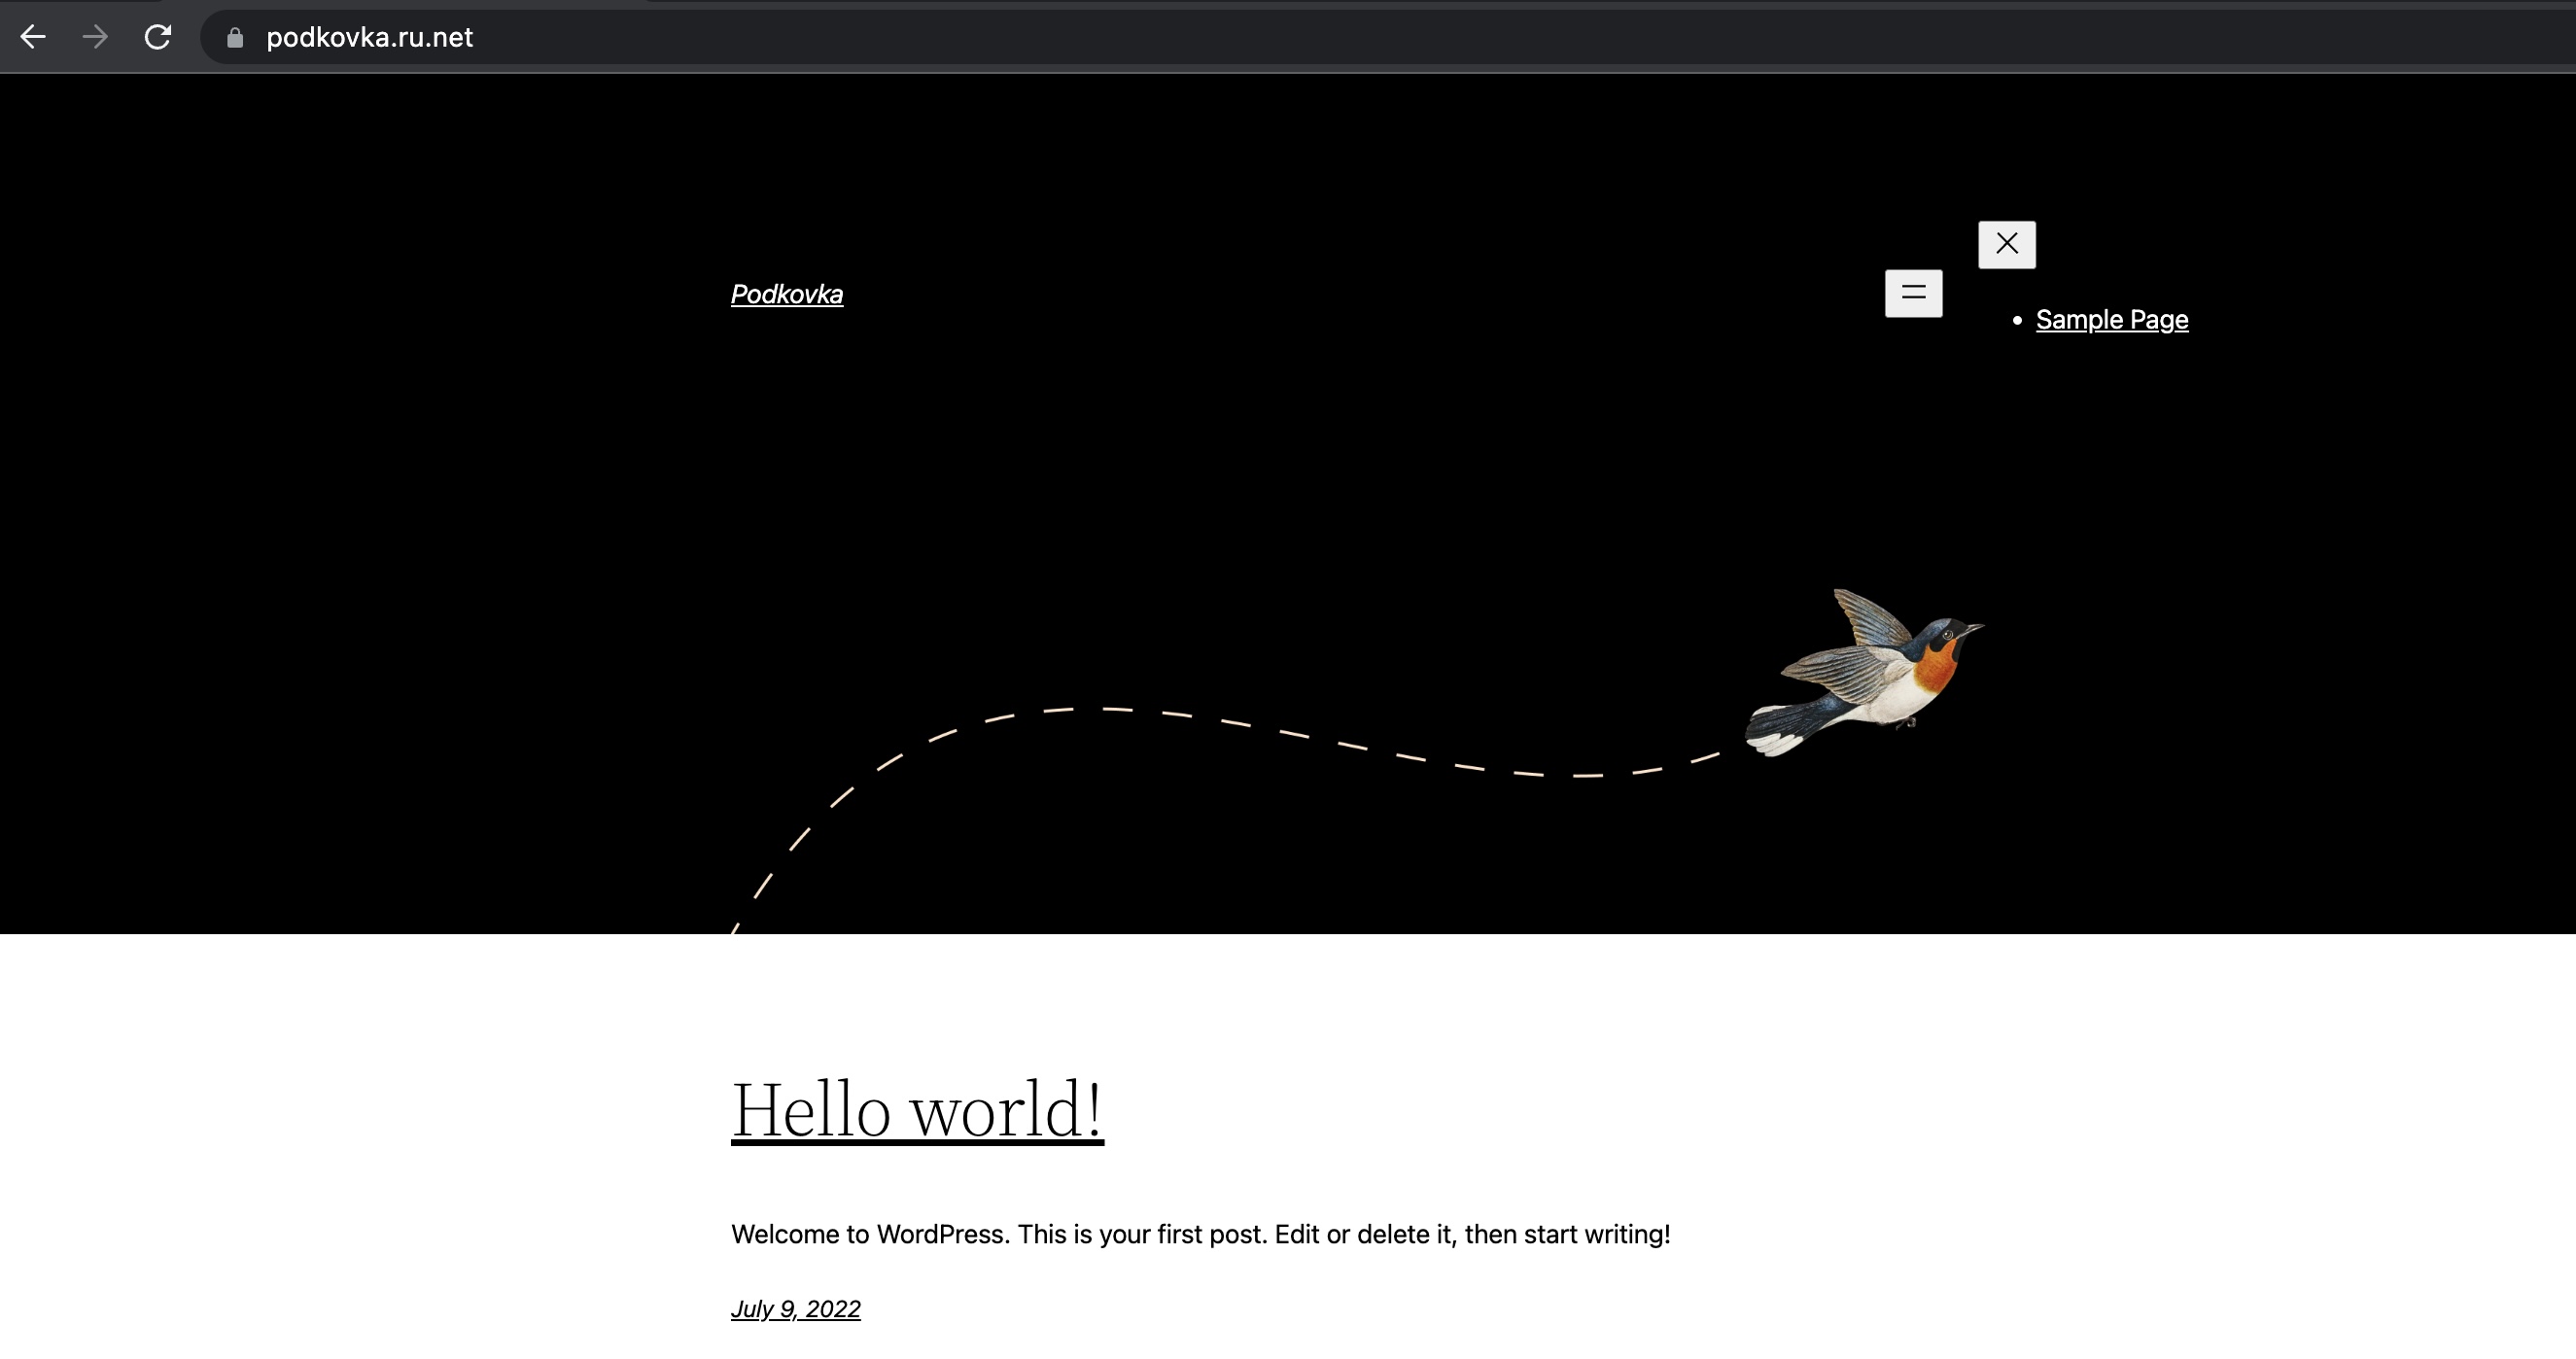 podkovka.ru.net
Podkovka
Sample Page
Hello world!
Welcome to WordPress. This is your first post. Edit or delete it, then start writing!
July 9, 2022